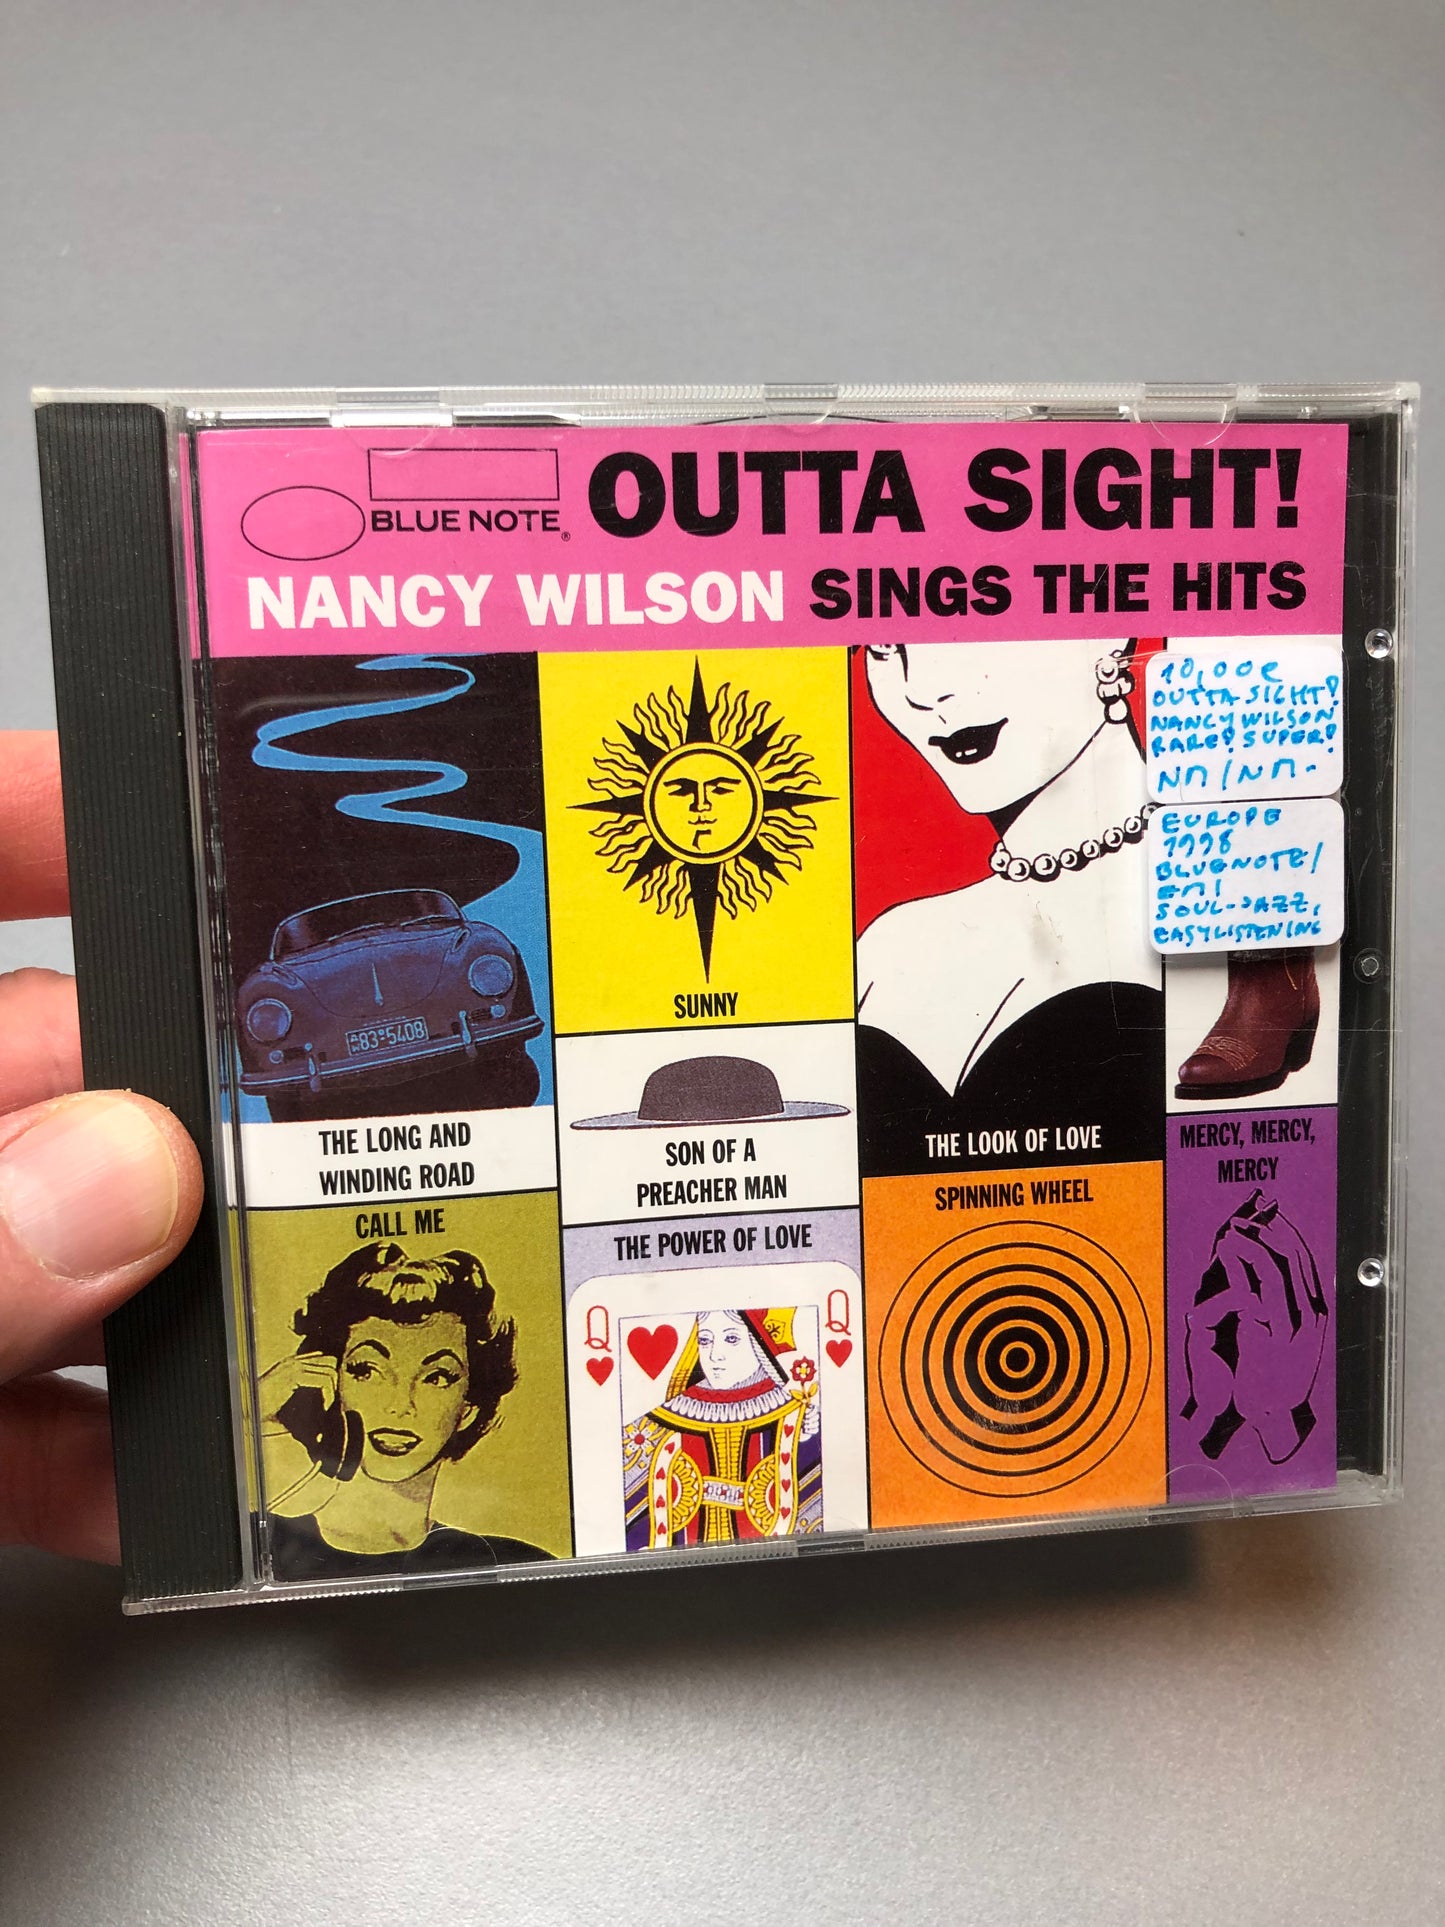 BLUE NOTE®
OUTTA SIGHT!
NANCY WILSON SINGS THE HITS
10,00€
OUTTA SIGHT!
NANCY WILSON
RARE! SUPER!
NM/NM-
EUROPE
1998
BLUENOTE/
EMI
SOUL-JAZZ,
EASYLISTENING
83-5408
THE LONG AND
WINDING ROAD
SUNNY
SON OF A
PREACHER MAN
THE LOOK OF LOVE
MERCY, MERCY,
MERCY
CALL ME
THE POWER OF LOVE
Q
Q
SPINNING WHEEL